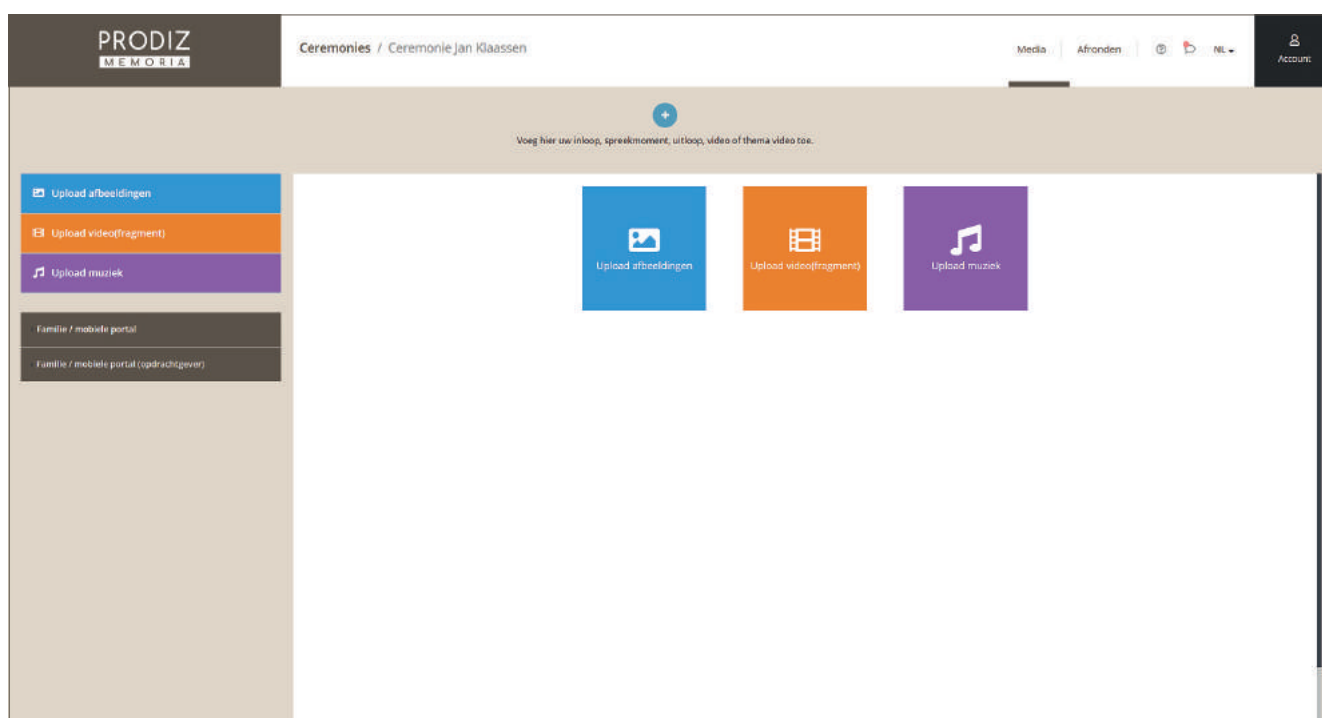 PRODIZ
MEMORIA
Ceremonies / Ceremonie Jan Klaassen
Media
Afronden
NL
Account
Voeg hier uw inloop, spreekmoment, uitloop, video of thema video toe.
Upload afbeeldingen
Upload video(fragment)
Upload muziek
Familie / mobiele portal
Familie / mobiele portal (opdrachtgever)
Upload afbeeldingen
Upload video(fragment)
Upload muziek